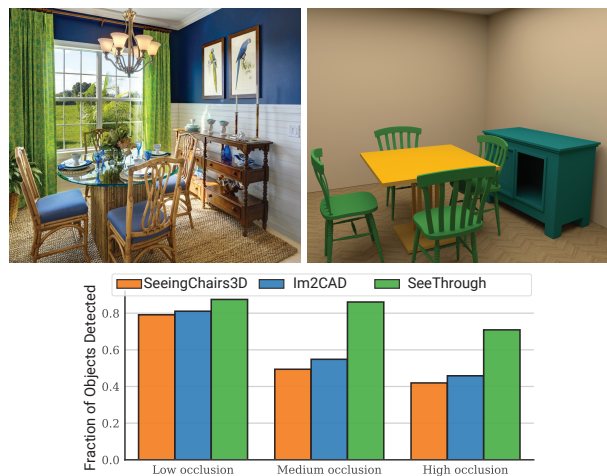 SeeingChairs3D Im2CAD SeeThrough
Fraction of Objects Detected
0.8
0.6
0.4
0.2
0.0
Low occlusion Medium occlusion High occlusion